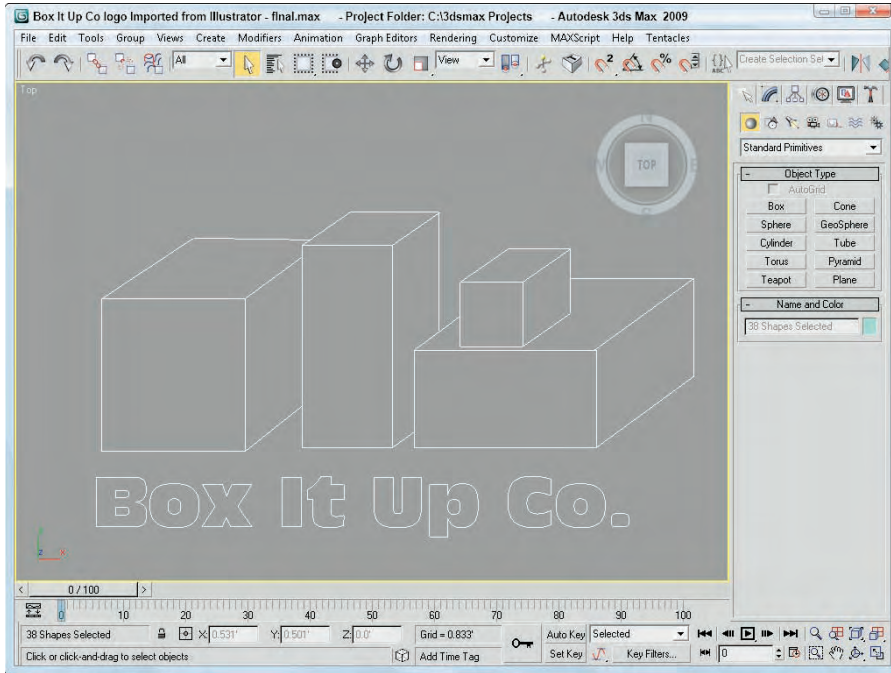 Box It Up Co logo Imported from Illustrator - final.max - Project Folder: C:\3dsmax Projects - Autodesk 3ds Max 2009
File Edit Tools Group Views Create Modifiers Animation Graph Editors Rendering Customize MAXScript Help Tentacles
All View Create Selection Set
Top
TOP
Standard Primitives
- Object Type
AutoGrid
Box Cone
Sphere GeoSphere
Cylinder Tube
Torus Pyramid
Teapot Plane
- Name and Color
38 Shapes Selected
Box It Up Co.
z x
< 0 / 100 >
0 10 20 30 40 50 60 70 80 90 100
38 Shapes Selected X: 0.531' Y: 0.501' Z: 0.0' Grid = 0.833' Auto Key Selected
Click or click-and-drag to select objects Add Time Tag Set Key Key Filters... 0